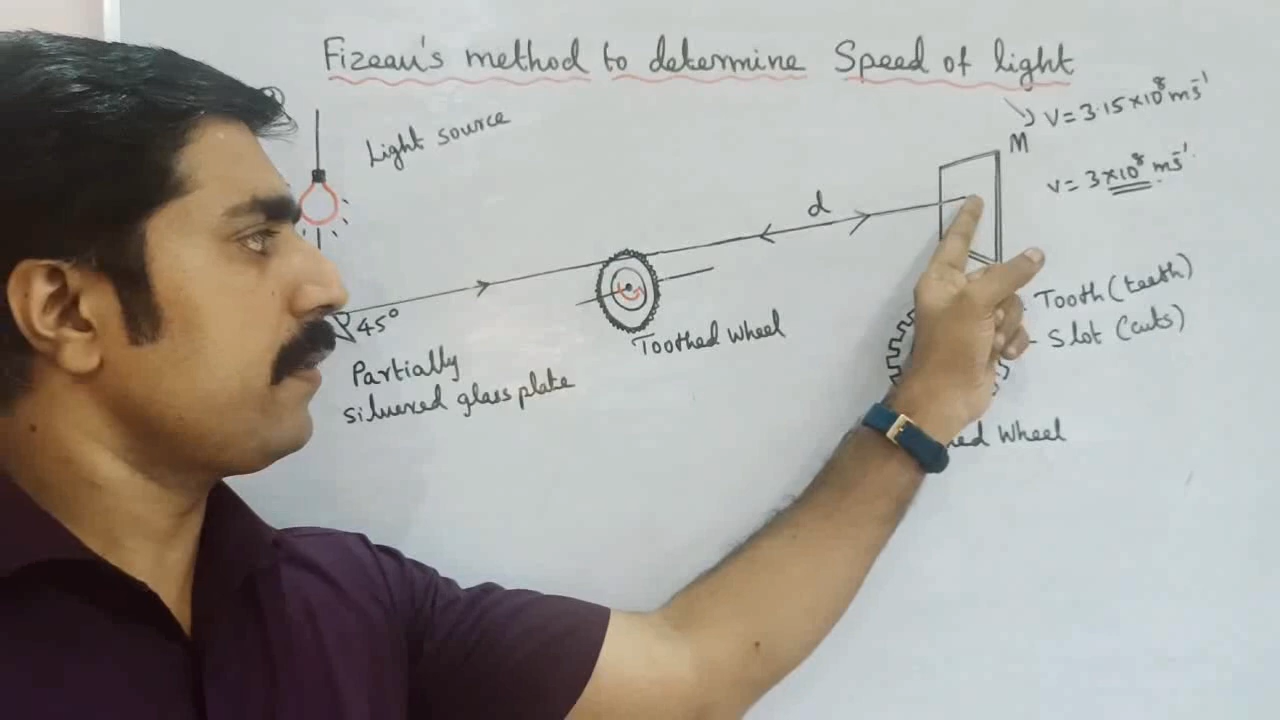 Fizeau's method to determine Speed of light
Light source
V = 3.15 × 10⁸ ms⁻¹
M
V = 3 × 10⁸ ms⁻¹
d
45°
Tooth (teeth)
Slot (cuts)
Toothed Wheel
Partially
silvered glass plate
Wheel